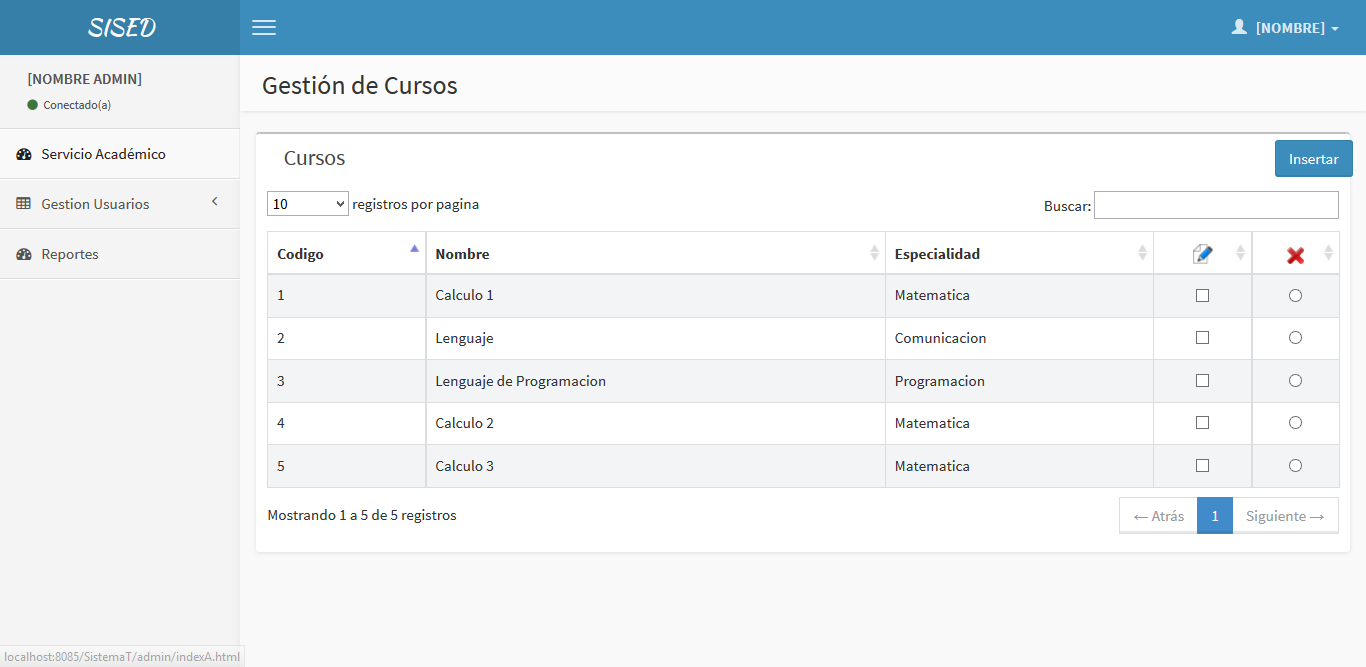 SISED
[NOMBRE]
[NOMBRE ADMIN]
Conectado(a)
Servicio Académico
Gestion Usuarios
Reportes
Gestión de Cursos
Cursos
Insertar
10 registros por pagina
Buscar:
Codigo Nombre Especialidad
1 Calculo 1 Matematica
2 Lenguaje Comunicacion
3 Lenguaje de Programacion Programacion
4 Calculo 2 Matematica
5 Calculo 3 Matematica
Mostrando 1 a 5 de 5 registros
← Atrás 1 Siguiente →
localhost:8085/SistemaT/admin/indexA.html